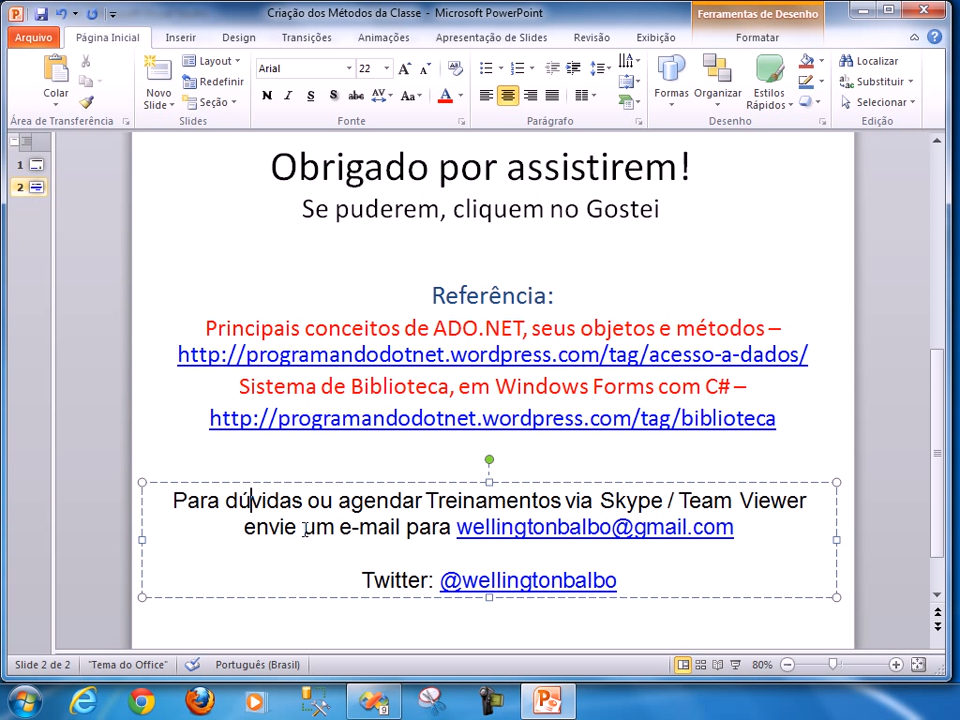 Criação dos Métodos da Classe - Microsoft PowerPoint
Ferramentas de Desenho
Arquivo Página Inicial Inserir Design Transições Animações Apresentação de Slides Revisão Exibição Formatar
Colar
Novo Slide
Layout
Redefinir
Seção
Arial 22
Formas
Organizar
Estilos Rápidos
Localizar
Substituir
Selecionar
Área de Transferência Slides Fonte Parágrafo Desenho Edição
1
2
Obrigado por assistirem!
Se puderem, cliquem no Gostei
Referência:
Principais conceitos de ADO.NET, seus objetos e métodos –
http://programandodotnet.wordpress.com/tag/acesso-a-dados/
Sistema de Biblioteca, em Windows Forms com C# –
http://programandodotnet.wordpress.com/tag/biblioteca
Para dúvidas ou agendar Treinamentos via Skype / Team Viewer
envie um e-mail para wellingtonbalbo@gmail.com
Twitter: @wellingtonbalbo
Slide 2 de 2 "Tema do Office" Português (Brasil) 80%
9